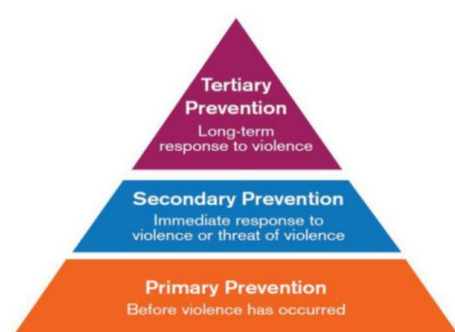 Tertiary
Prevention
Long-term
response to violence
Secondary Prevention
Immediate response to
violence or threat of violence
Primary Prevention
Before violence has occurred